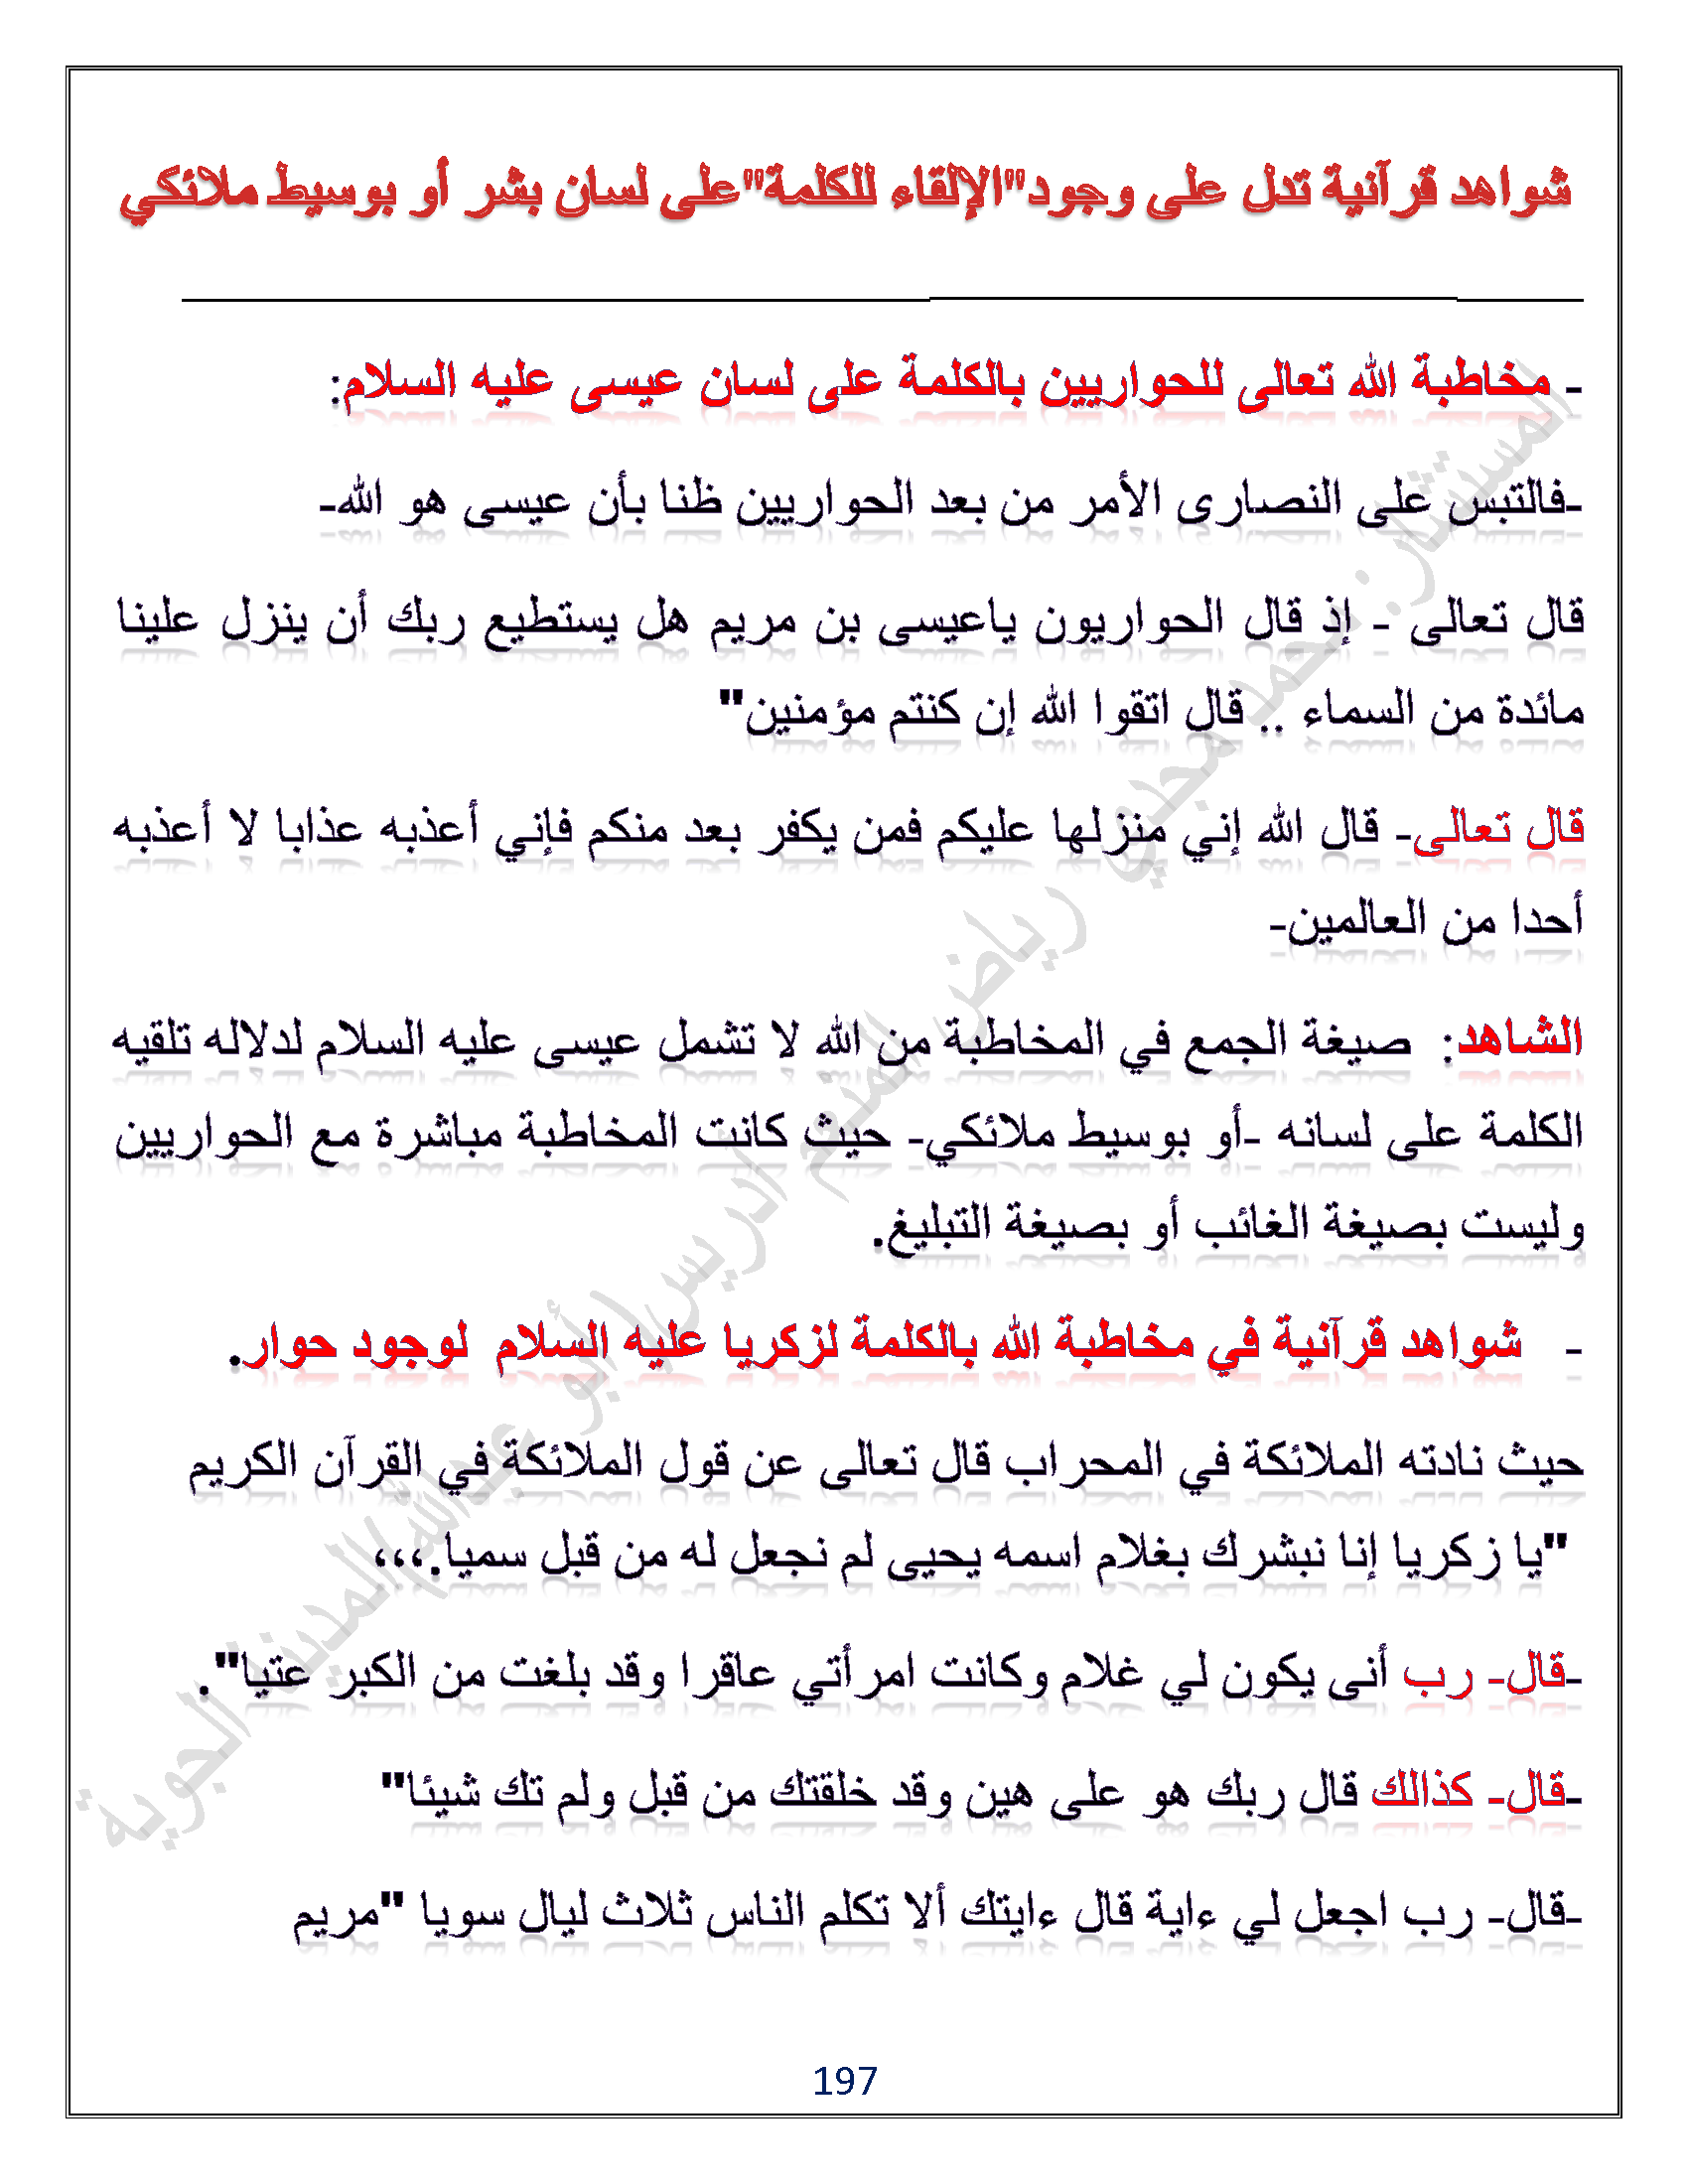 شواهد قرآنية تدل على وجود"الإلقاء للكلمة"على لسان بشر أو بوسيط ملائكي
- مخاطبة الله تعالى للحواريين بالكلمة على لسان عيسى عليه السلام:
-فالتبس على النصارى الأمر من بعد الحواريين ظنا بأن عيسى هو الله-
قال تعالى - إذ قال الحواريون ياعيسى بن مريم هل يستطيع ربك أن ينزل علينا
مائدة من السماء .. قال اتقوا الله إن كنتم مؤمنين"
قال تعالى- قال الله إني منزلها عليكم فمن يكفر بعد منكم فإني أعذبه عذابا لا أعذبه
أحدا من العالمين-
الشاهد: صيغة الجمع في المخاطبة من الله لا تشمل عيسى عليه السلام لدلاله تلقيه
الكلمة على لسانه -أو بوسيط ملائكي- حيث كانت المخاطبة مباشرة مع الحواريين
وليست بصيغة الغائب أو بصيغة التبليغ.
- شواهد قرآنية في مخاطبة الله بالكلمة لزكريا عليه السلام لوجود حوار.
حيث نادته الملائكة في المحراب قال تعالى عن قول الملائكة في القرآن الكريم
"يا زكريا إنا نبشرك بغلام اسمه يحيى لم نجعل له من قبل سميا.،،،
-قال- رب أنى يكون لي غلام وكانت امرأتي عاقرا وقد بلغت من الكبر عتيا".
-قال- كذالك قال ربك هو على هين وقد خلقتك من قبل ولم تك شيئا"
-قال- رب اجعل لي ءاية قال ءايتك ألا تكلم الناس ثلاث ليال سويا "مريم
197
المستشار: محمد مجدي رياض المنعم ادريس(أبو عبدالله)المدينة الجوية